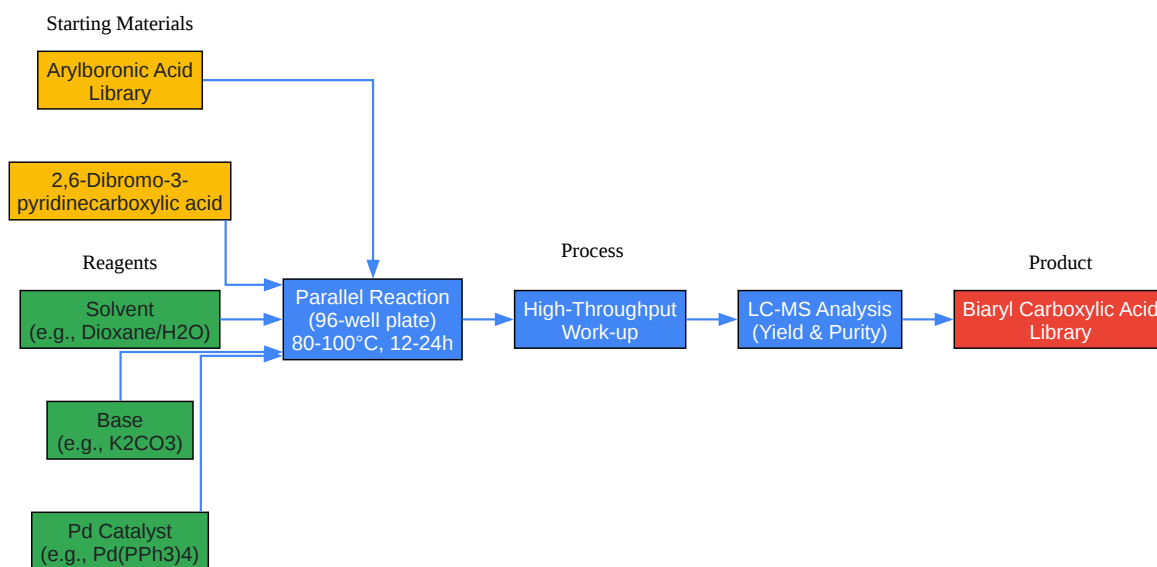 Starting Materials
Arylboronic Acid
Library
2,6-Dibromo-3-
pyridinecarboxylic acid
Reagents
Solvent
(e.g., Dioxane/H2O)
Base
(e.g., K2CO3)
Pd Catalyst
(e.g., Pd(PPh3)4)
Parallel Reaction
(96-well plate)
80-100°C, 12-24h
Process
High-Throughput
Work-up
LC-MS Analysis
(Yield & Purity)
Product
Biaryl Carboxylic Acid
Library